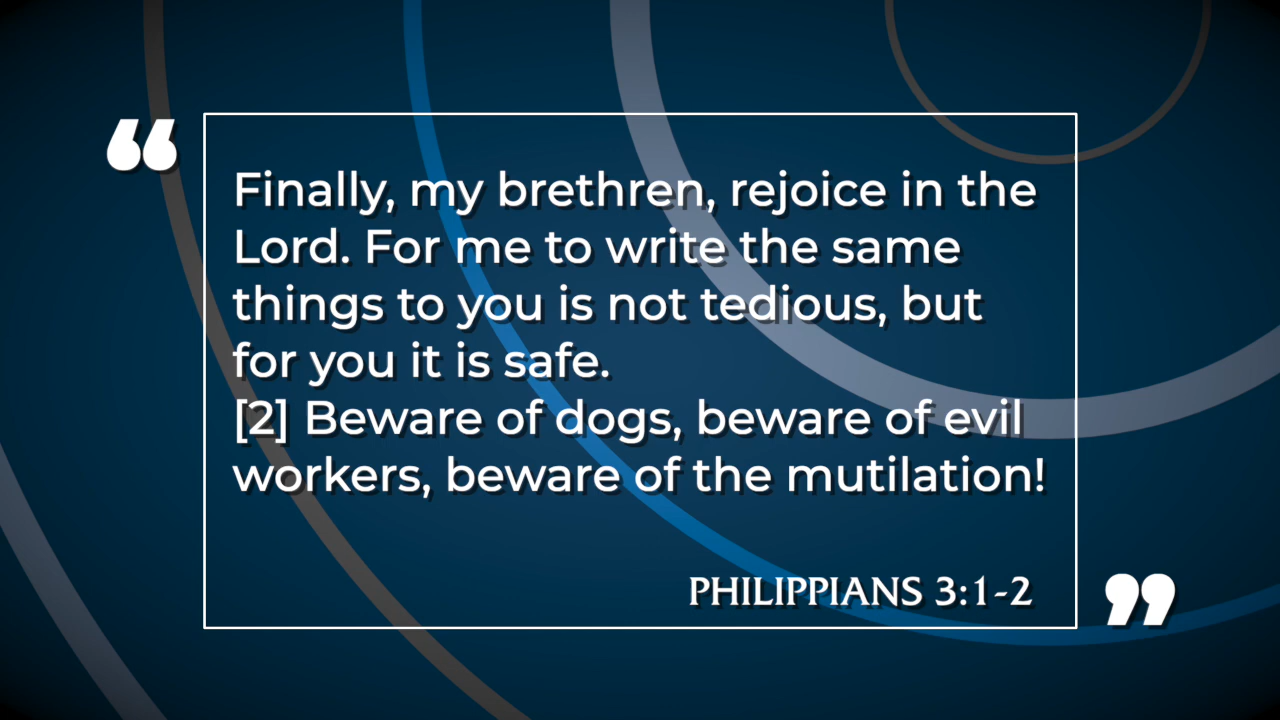 “
Finally, my brethren, rejoice in the
Lord. For me to write the same
things to you is not tedious, but
for you it is safe.
[2] Beware of dogs, beware of evil
workers, beware of the mutilation!
PHILIPPIANS 3:1-2
”